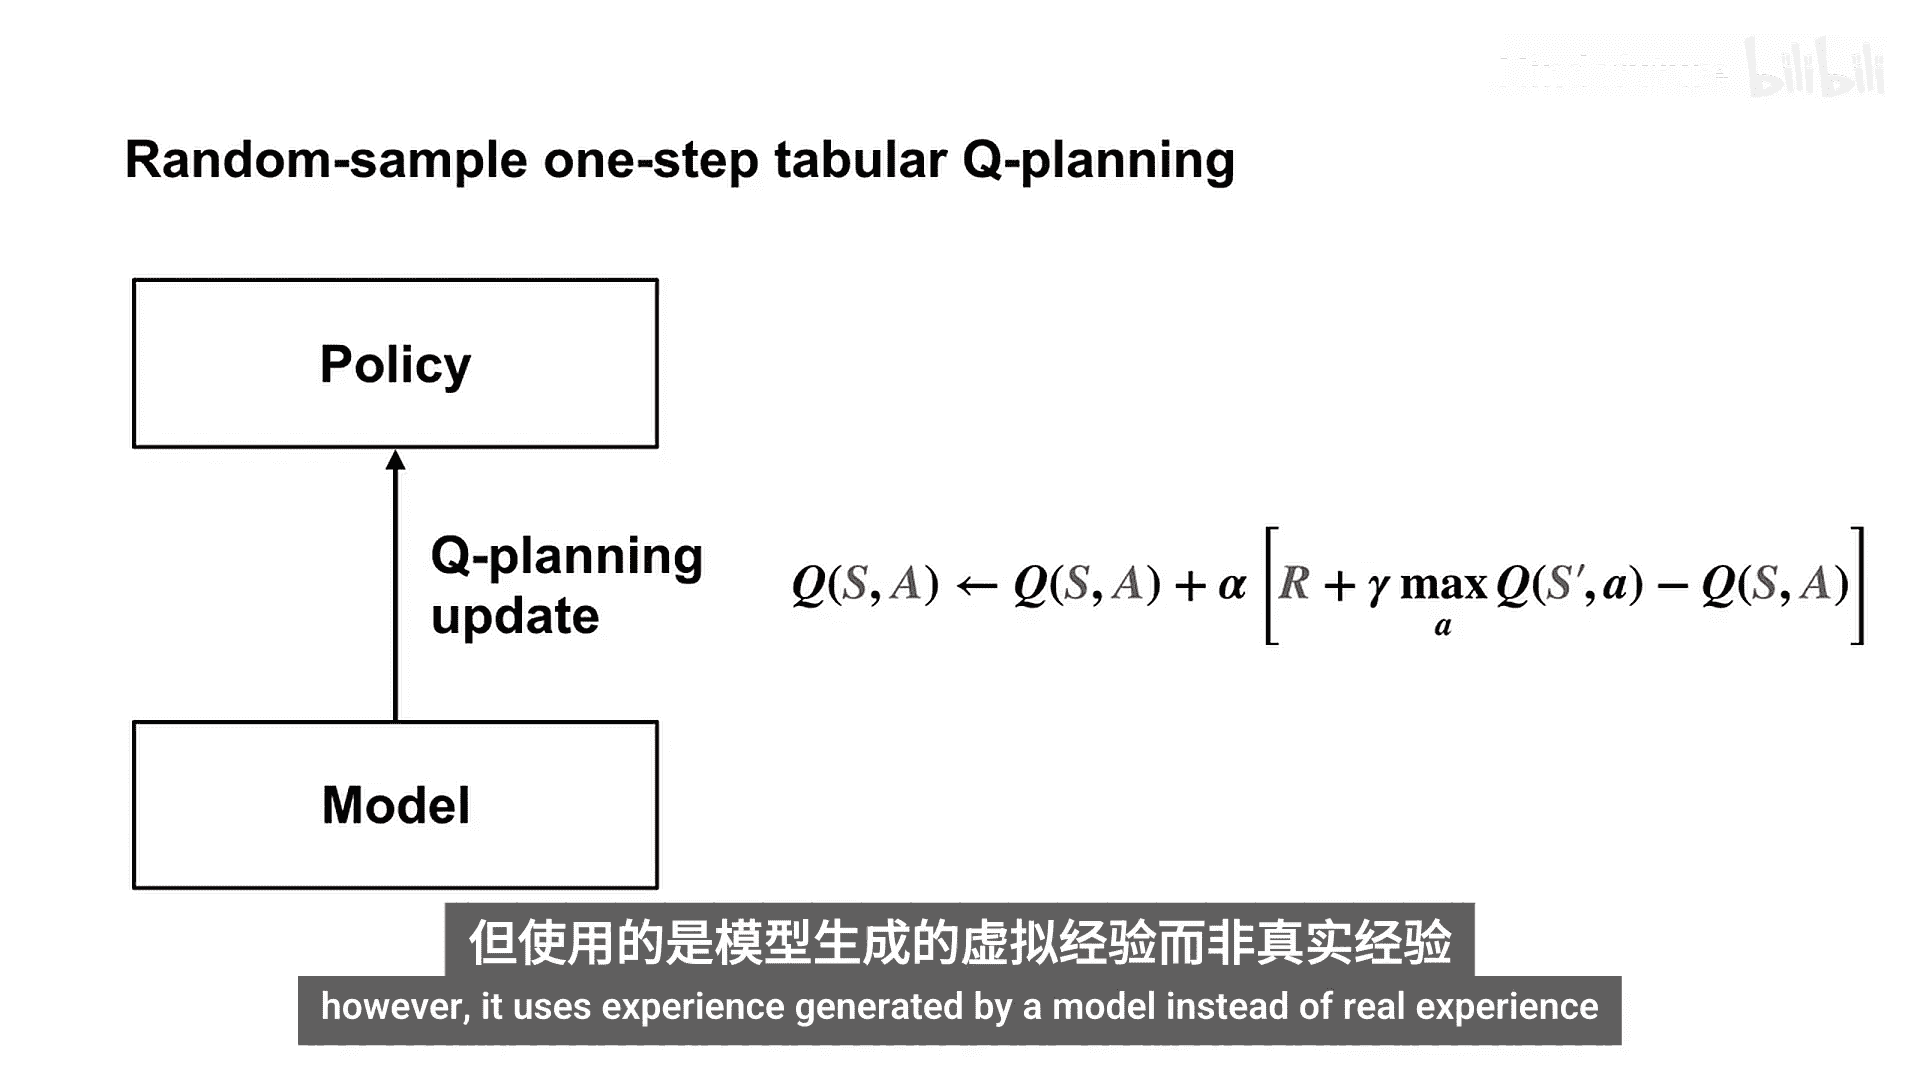 bilibili
Random-sample one-step tabular Q-planning
Policy
Q-planning
update
Q(S, A) ← Q(S, A) + α [R + γ max Q(S′, a) − Q(S, A)]
a
Model
但使用的是模型生成的虚拟经验而非真实经验
however, it uses experience generated by a model instead of real experience